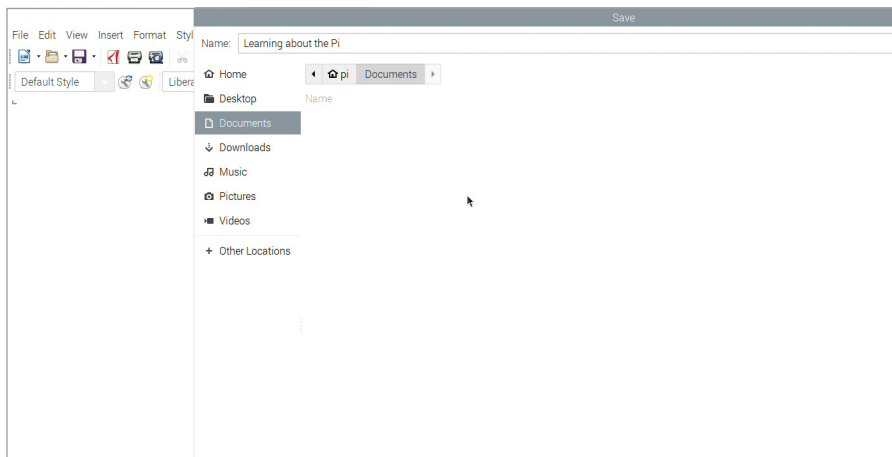 Save
File Edit View Insert Format Styl
Name: Learning about the Pi
Default Style
Libera
Home
pi Documents
Desktop
Name
Documents
Downloads
Music
Pictures
Videos
+ Other Locations